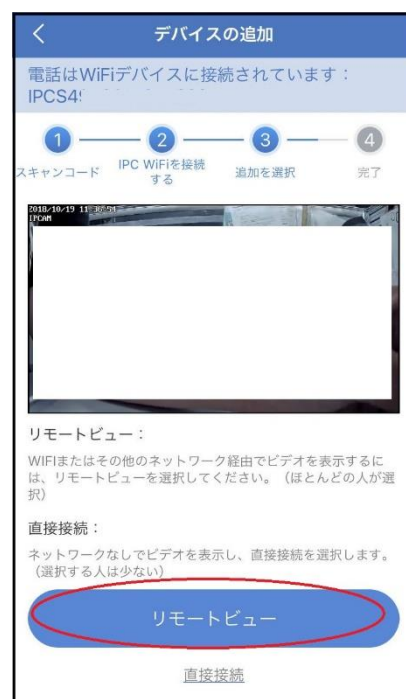 デバイスの追加
電話はWiFiデバイスに接続されています：
IPCS49
1 2 3 4
スキャンコード IPC WiFiを接続する 追加を選択 完了
2018/10/19
IPCAM
リモートビュー：
WIFIまたはその他のネットワーク経由でビデオを表示するに
は、リモートビューを選択してください。（ほとんどの人が選
択）
直接接続：
ネットワークなしでビデオを表示し、直接接続を選択します。
（選択する人は少ない）
リモートビュー
直接接続